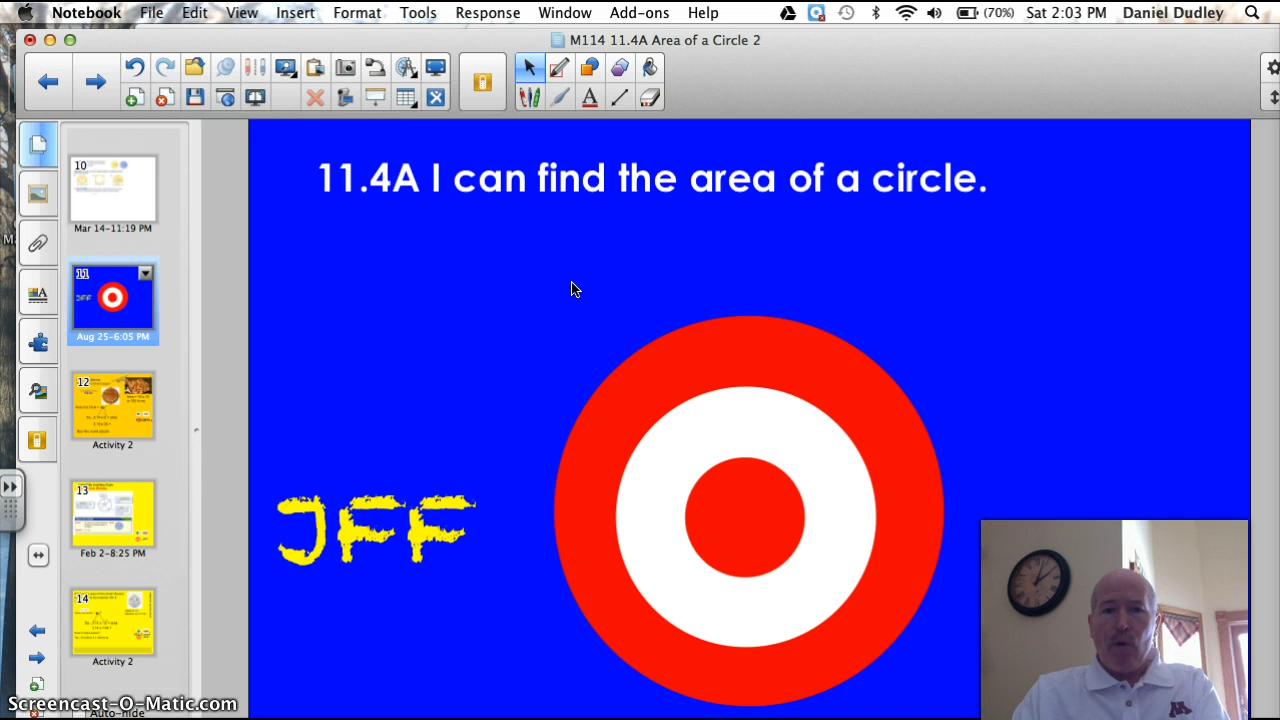 Notebook File Edit View Insert Format Tools Response Window Add-ons Help (70%) Sat 2:03 PM Daniel Dudley
M114 11.4A Area of a Circle 2
10
Mar 14-11:19 PM
11
JFF
Aug 25-6:05 PM
12
Activity 2
13
Feb 2-8:25 PM
14
Activity 2
Auto-hide
11.4A I can find the area of a circle.
JFF
M
Screencast-O-Matic.com